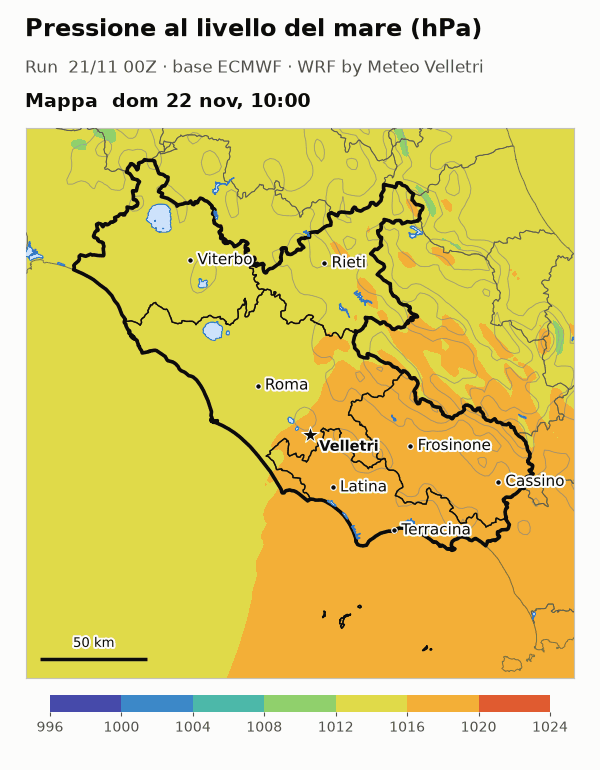 Pressione al livello del mare (hPa)
Run  21/11 00Z · base ECMWF · WRF by Meteo Velletri
Mappa  dom 22 nov, 10:00
Viterbo
Rieti
Roma
Velletri
Frosinone
Cassino
Latina
Terracina
50 km
996 1000 1004 1008 1012 1016 1020 1024